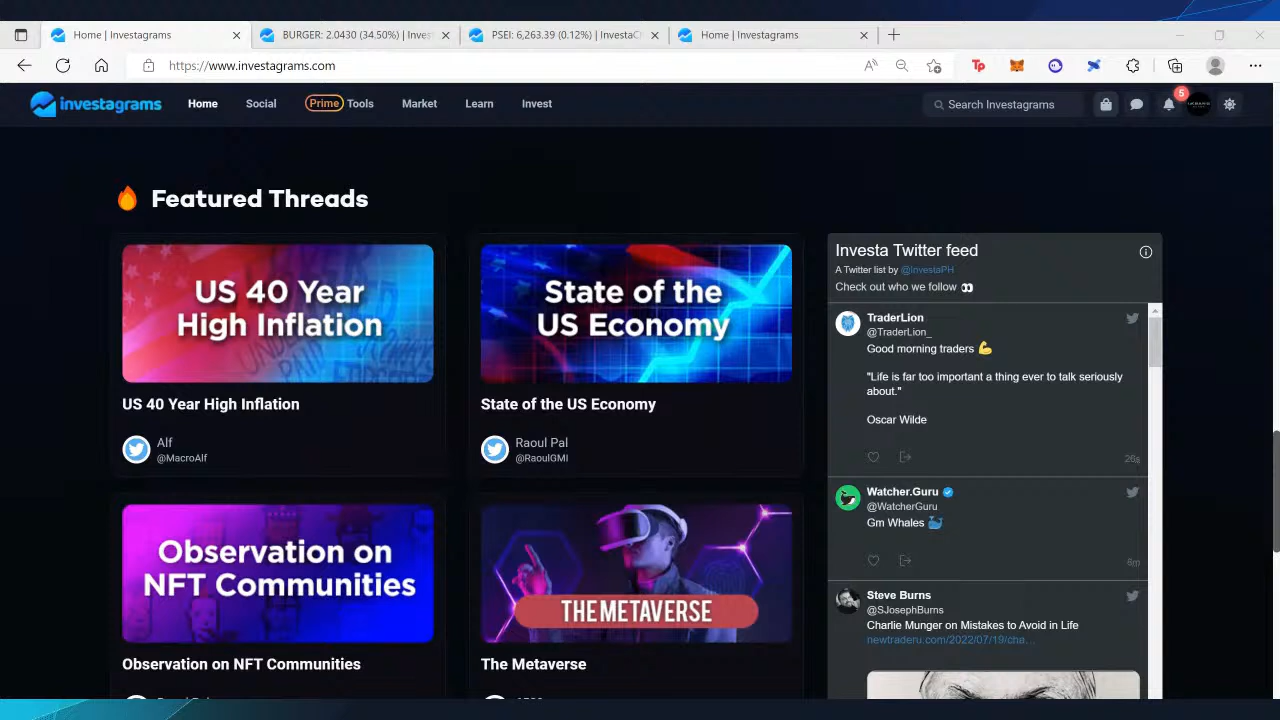 Home | Investagrams
BURGER: 2.0430 (34.50%) | Inves
PSEI: 6,263.39 (0.12%) | InvestaC
Home | Investagrams
https://www.investagrams.com
investagrams
Home
Social
Prime Tools
Market
Learn
Invest
Search Investagrams
5
Featured Threads
US 40 Year
High Inflation
US 40 Year High Inflation
Alf
@MacroAlf
State of the
US Economy
State of the US Economy
Raoul Pal
@RaoulGMI
Observation on
NFT Communities
Observation on NFT Communities
THE METAVERSE
The Metaverse
Investa Twitter feed
A Twitter list by @InvestaPH
Check out who we follow 👀
TraderLion
@TraderLion_
Good morning traders 💪
"Life is far too important a thing ever to talk seriously
about."
Oscar Wilde
26s
Watcher.Guru
@WatcherGuru
Gm Whales 🐳
6m
Steve Burns
@SJosephBurns
Charlie Munger on Mistakes to Avoid in Life
newtraderu.com/2022/07/19/cha…